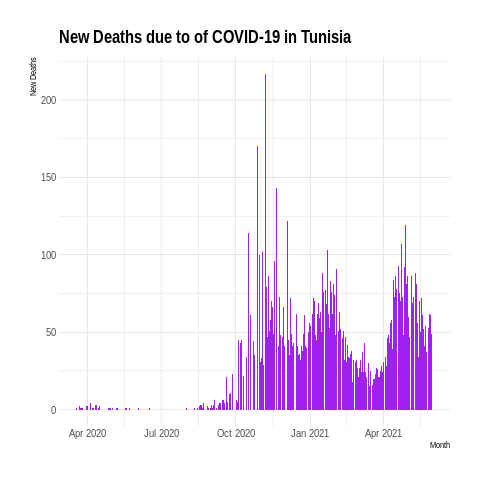 New Deaths due to of COVID-19 in Tunisia
New Deaths
200
150
100
50
0
Apr 2020 Jul 2020 Oct 2020 Jan 2021 Apr 2021
Month